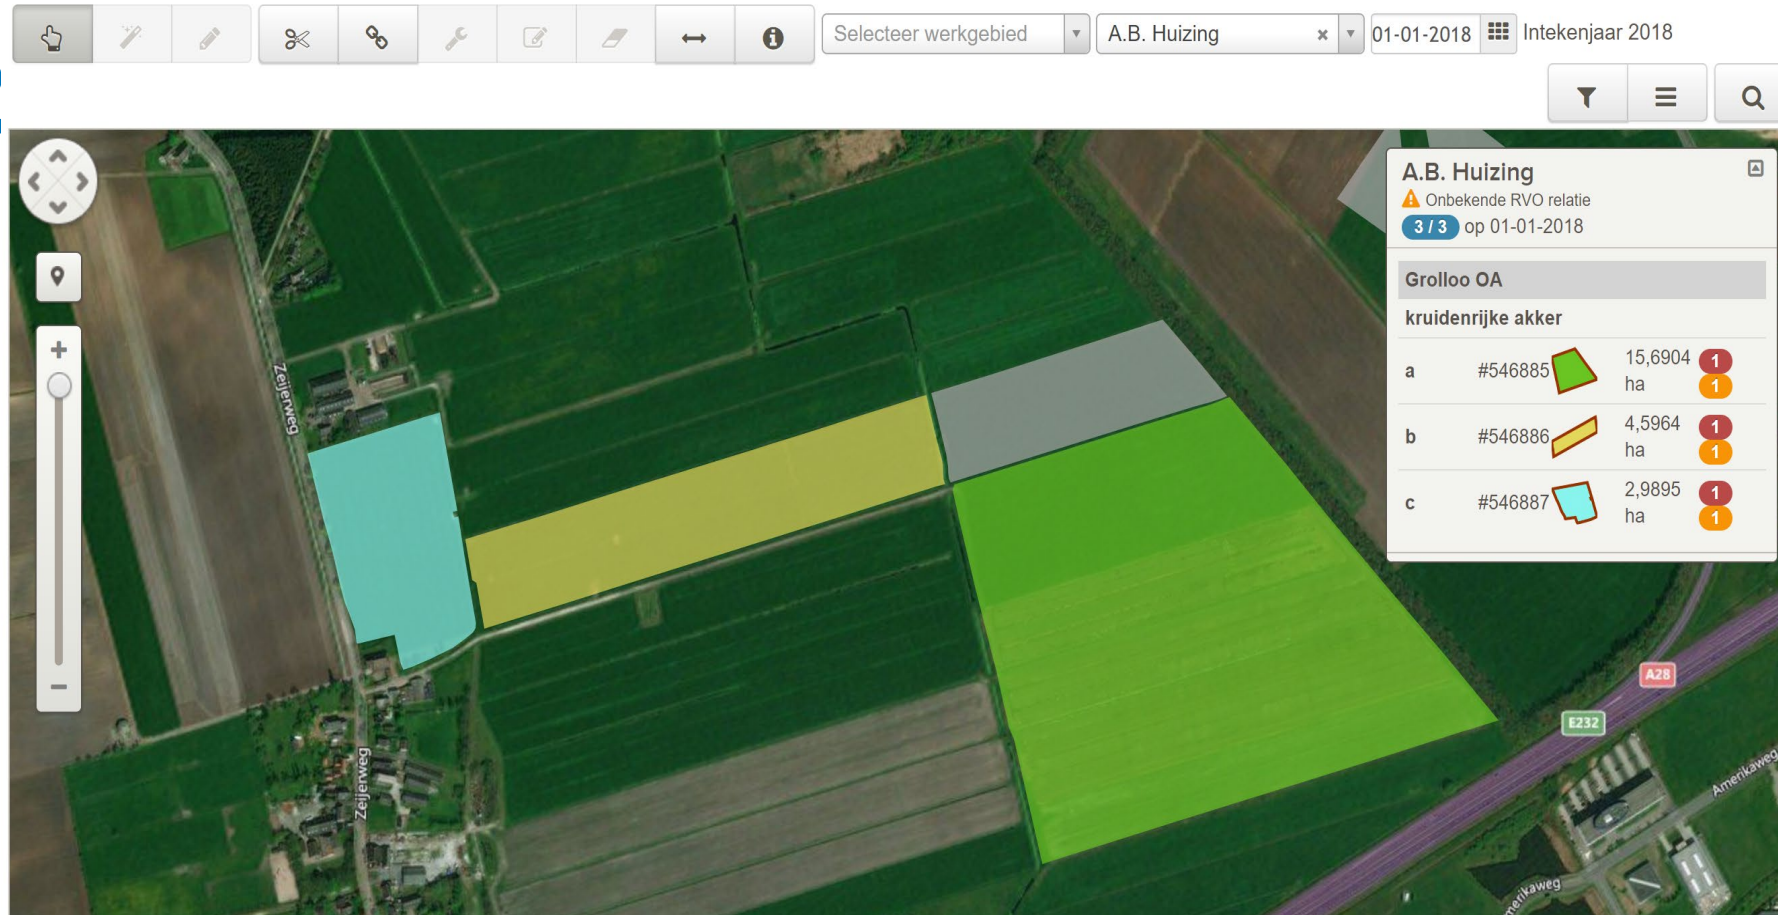 Selecteer werkgebied
A.B. Huizing
01-01-2018
Intekenjaar 2018
A.B. Huizing
Onbekende RVO relatie
3 / 3 op 01-01-2018
Grolloo OA
kruidenrijke akker
a #546885 15,6904 ha 1 1
b #546886 4,5964 ha 1 1
c #546887 2,9895 ha 1 1
Zeijerweg
Zeijerweg
A28
E232
Amerikaweg
merikaweg